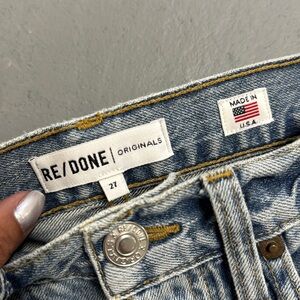 RE/DONE | ORIGINALS
27
MADE IN
U.S.A.